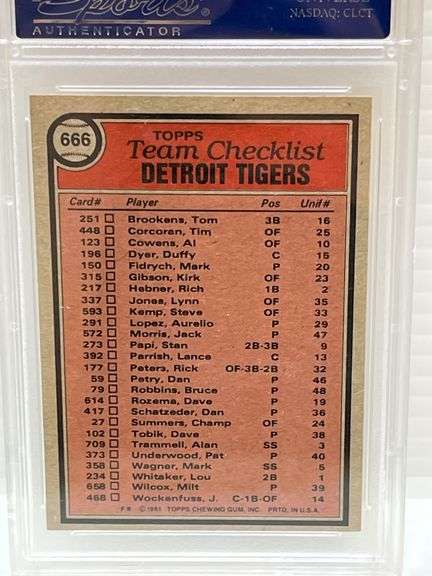 Sports
AUTHENTICATOR
UNIVERSE
NASDAQ: CLCT
666
TOPPS
Team Checklist
DETROIT TIGERS
Card# Player Pos Unif#
251 Brookens, Tom 3B 16
448 Corcoran, Tim OF 25
123 Cowens, Al OF 10
196 Dyer, Duffy C 15
150 Fidrych, Mark P 20
315 Gibson, Kirk OF 23
217 Hebner, Rich 1B 2
337 Jones, Lynn OF 35
593 Kemp, Steve OF 33
291 Lopez, Aurelio P 29
572 Morris, Jack P 47
273 Papi, Stan 2B-3B 9
392 Parrish, Lance C 13
177 Peters, Rick OF-3B-2B 32
59 Petry, Dan P 46
79 Robbins, Bruce P 48
614 Rozema, Dave P 19
417 Schatzeder, Dan P 36
27 Summers, Champ OF 24
102 Tobik, Dave P 38
709 Trammell, Alan SS 3
373 Underwood, Pat P 40
358 Wagner, Mark SS 5
234 Whitaker, Lou 2B 1
658 Wilcox, Milt P 39
468 Wockenfuss, J. C-1B-OF 14
© 1981 TOPPS CHEWING GUM, INC. PRTD. IN U.S.A.